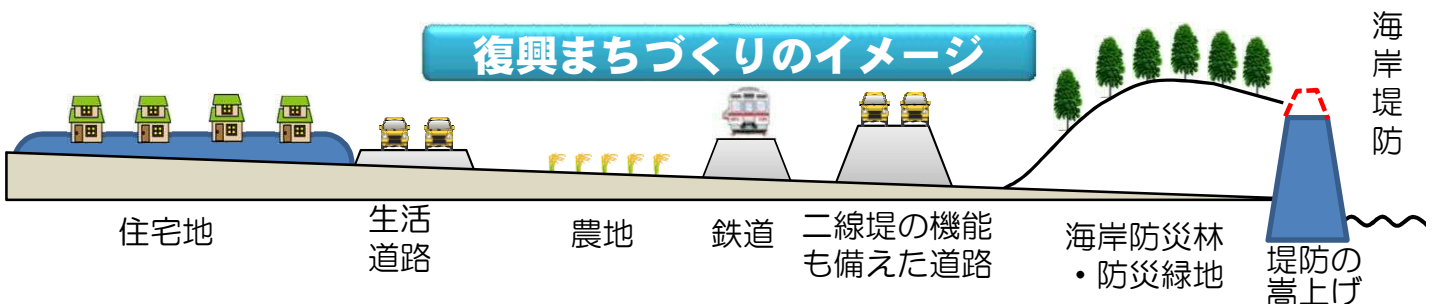 復興まちづくりのイメージ
海岸堤防
住宅地
生活
道路
農地
鉄道
二線堤の機能
も備えた道路
海岸防災林
・防災緑地
堤防の
嵩上げ